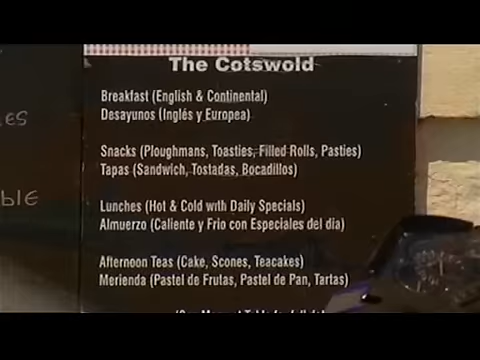 The Cotswold
Breakfast (English & Continental)
Desayunos (Inglés y Europea)
Snacks (Ploughmans, Toasties, Filled Rolls, Pasties)
Tapas (Sandwich, Tostadas, Bocadillos)
Lunches (Hot & Cold with Daily Specials)
Almuerzo (Caliente y Frio con Especiales del día)
Afternoon Teas (Cake, Scones, Teacakes)
Merienda (Pastel de Frutas, Pastel de Pan, Tartas)